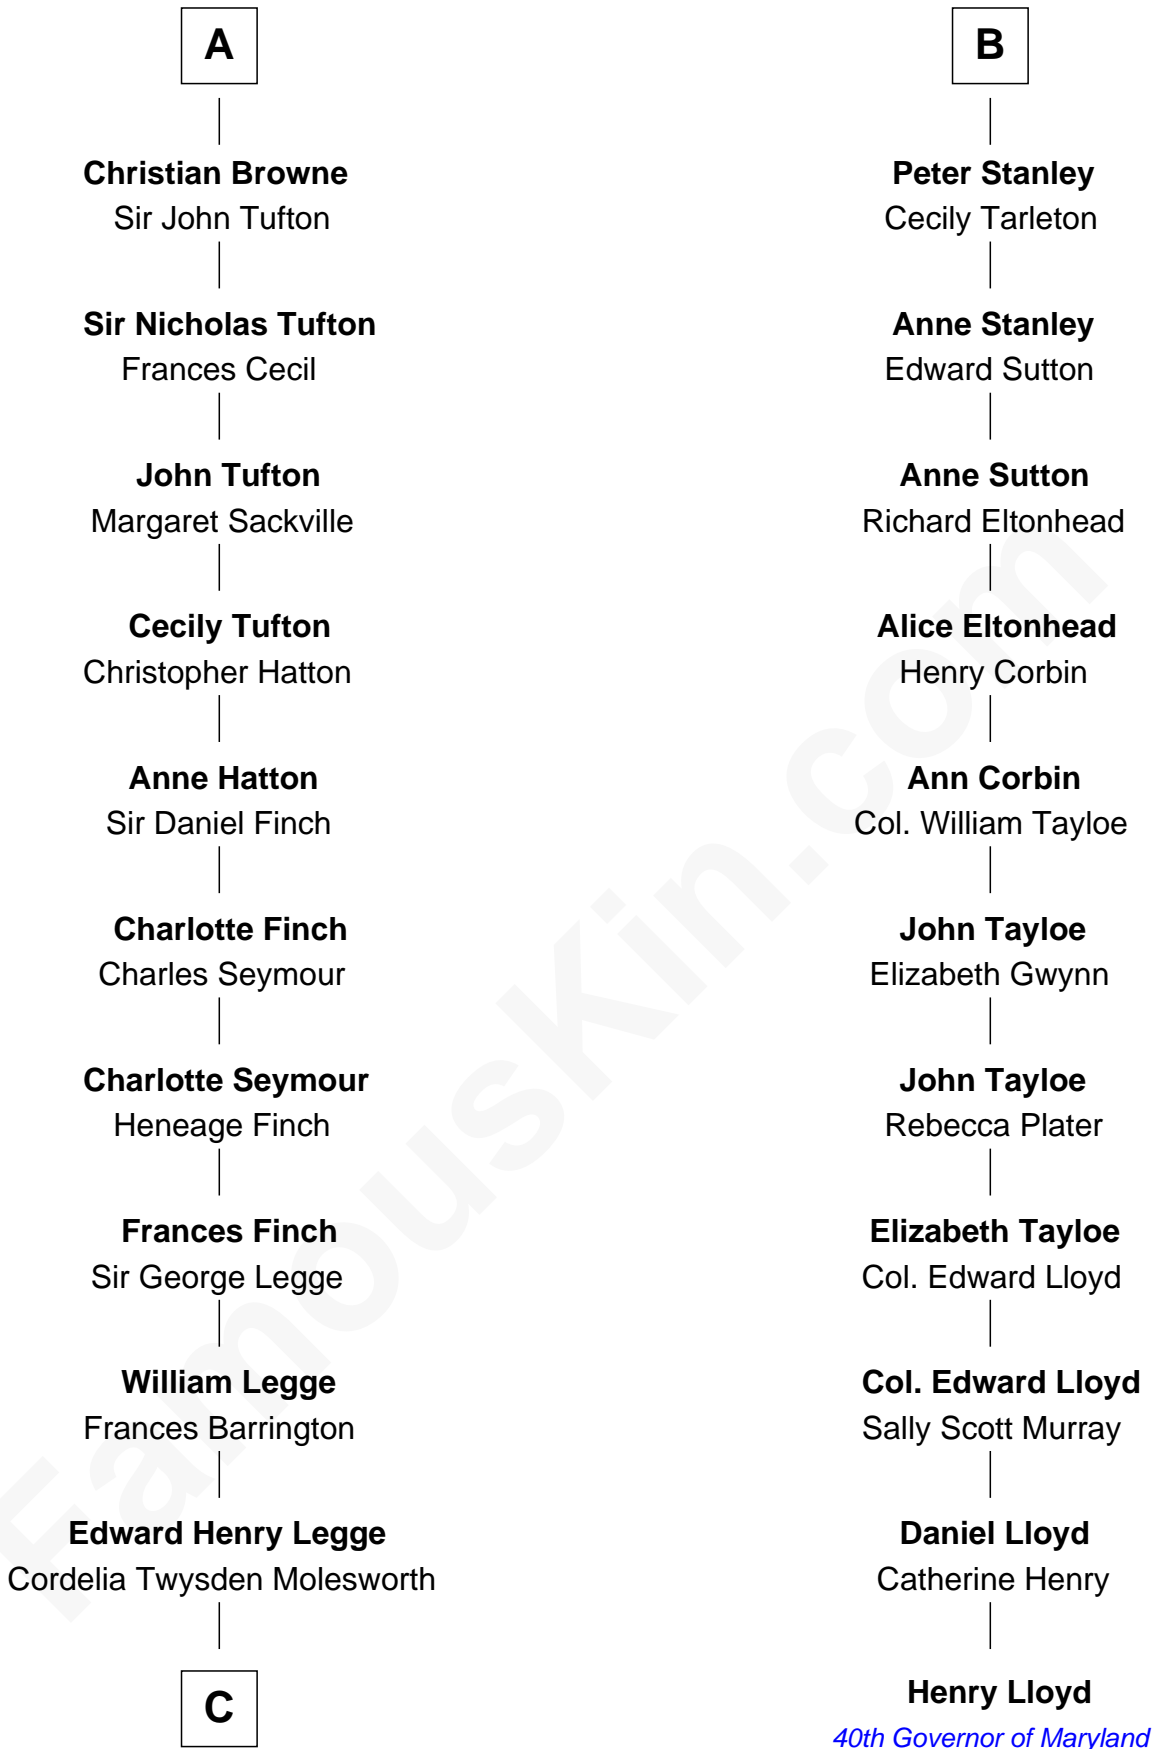 A
Christian Browne
Sir John Tufton
Sir Nicholas Tufton
Frances Cecil
John Tufton
Margaret Sackville
Cecily Tufton
Christopher Hatton
Anne Hatton
Sir Daniel Finch
Charlotte Finch
Charles Seymour
Charlotte Seymour
Heneage Finch
Frances Finch
Sir George Legge
William Legge
Frances Barrington
Edward Henry Legge
Cordelia Twysden Molesworth
C
B
Peter Stanley
Cecily Tarleton
Anne Stanley
Edward Sutton
Anne Sutton
Richard Eltonhead
Alice Eltonhead
Henry Corbin
Ann Corbin
Col. William Tayloe
John Tayloe
Elizabeth Gwynn
John Tayloe
Rebecca Plater
Elizabeth Tayloe
Col. Edward Lloyd
Col. Edward Lloyd
Sally Scott Murray
Daniel Lloyd
Catherine Henry
Henry Lloyd
40th Governor of Maryland
FamousKin.com